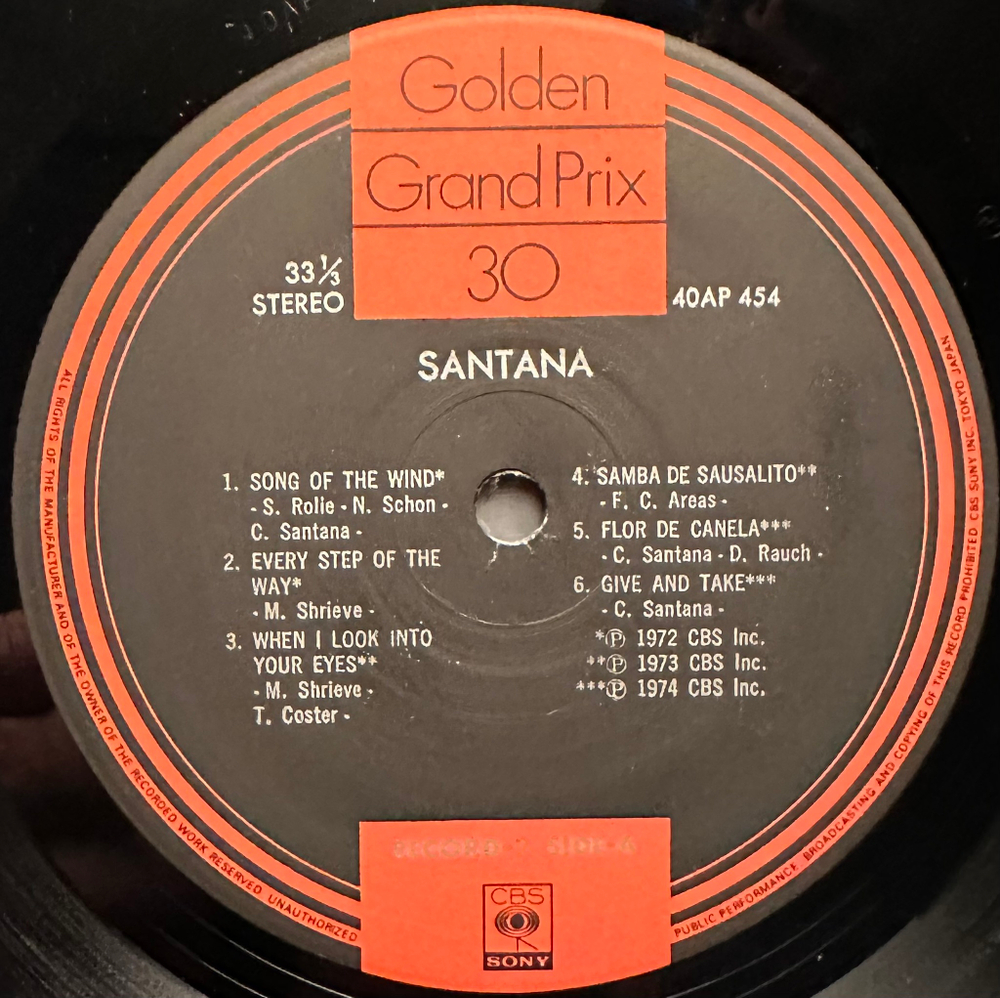 Golden
Grand Prix
30
33⅓
STEREO
40AP 454
SANTANA
1. SONG OF THE WIND*
- S. Rolie - N. Schon -
C. Santana -
2. EVERY STEP OF THE
WAY*
- M. Shrieve -
3. WHEN I LOOK INTO
YOUR EYES**
- M. Shrieve -
T. Coster -
4. SAMBA DE SAUSALITO**
- F. C. Areas -
5. FLOR DE CANELA***
- C. Santana - D. Rauch -
6. GIVE AND TAKE***
- C. Santana -
*Ⓟ 1972 CBS Inc.
**Ⓟ 1973 CBS Inc.
***Ⓟ 1974 CBS Inc.
ALL RIGHTS OF THE MANUFACTURER AND OF THE OWNER OF THE RECORDED WORK RESERVED UNAUTHORIZED
PUBLIC PERFORMANCE BROADCASTING AND COPYING OF THIS RECORD PROHIBITED CBS SONY INC. TOKYO JAPAN
CBS
SONY